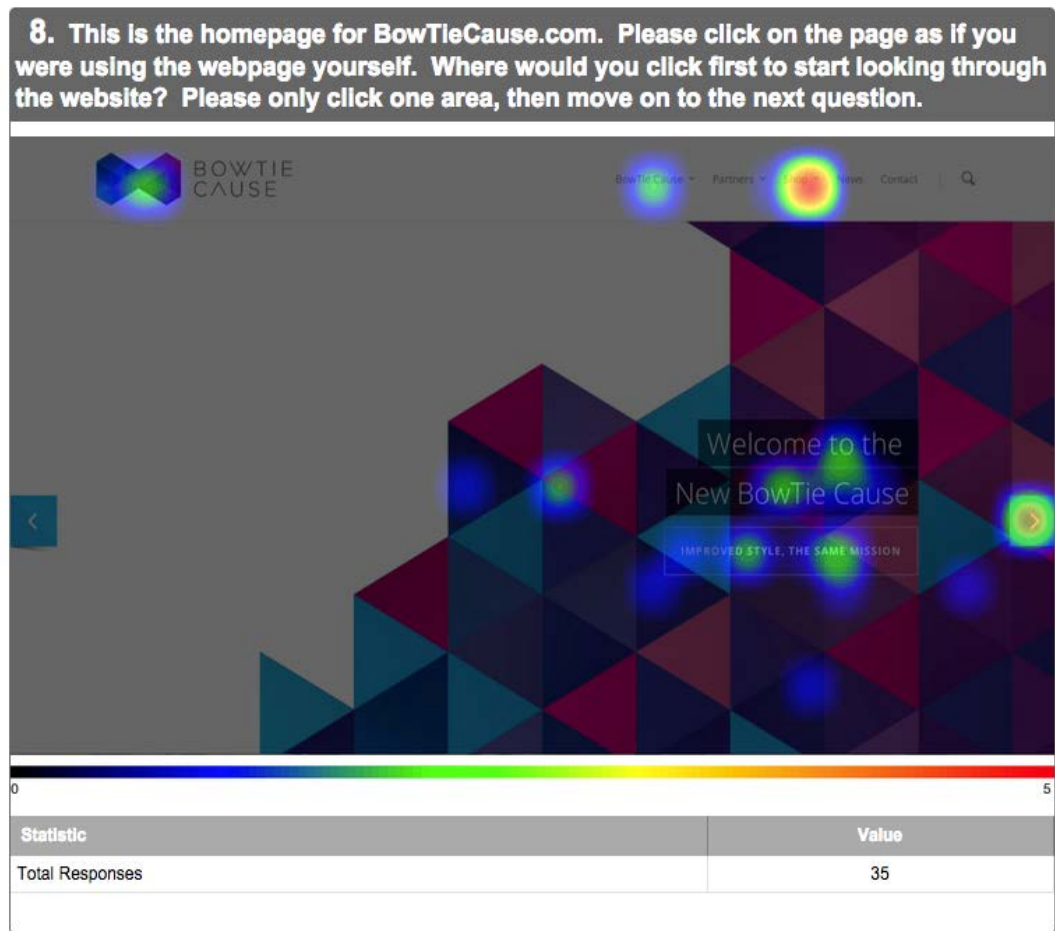 8. This is the homepage for BowTieCause.com. Please click on the page as if you
were using the webpage yourself. Where would you click first to start looking through
the website? Please only click one area, then move on to the next question.
BOWTIE
CAUSE
BowTie Cause Partners Shop News Contact
Welcome to the
New BowTie Cause
IMPROVED STYLE, THE SAME MISSION
0 5
Statistic Value
Total Responses 35